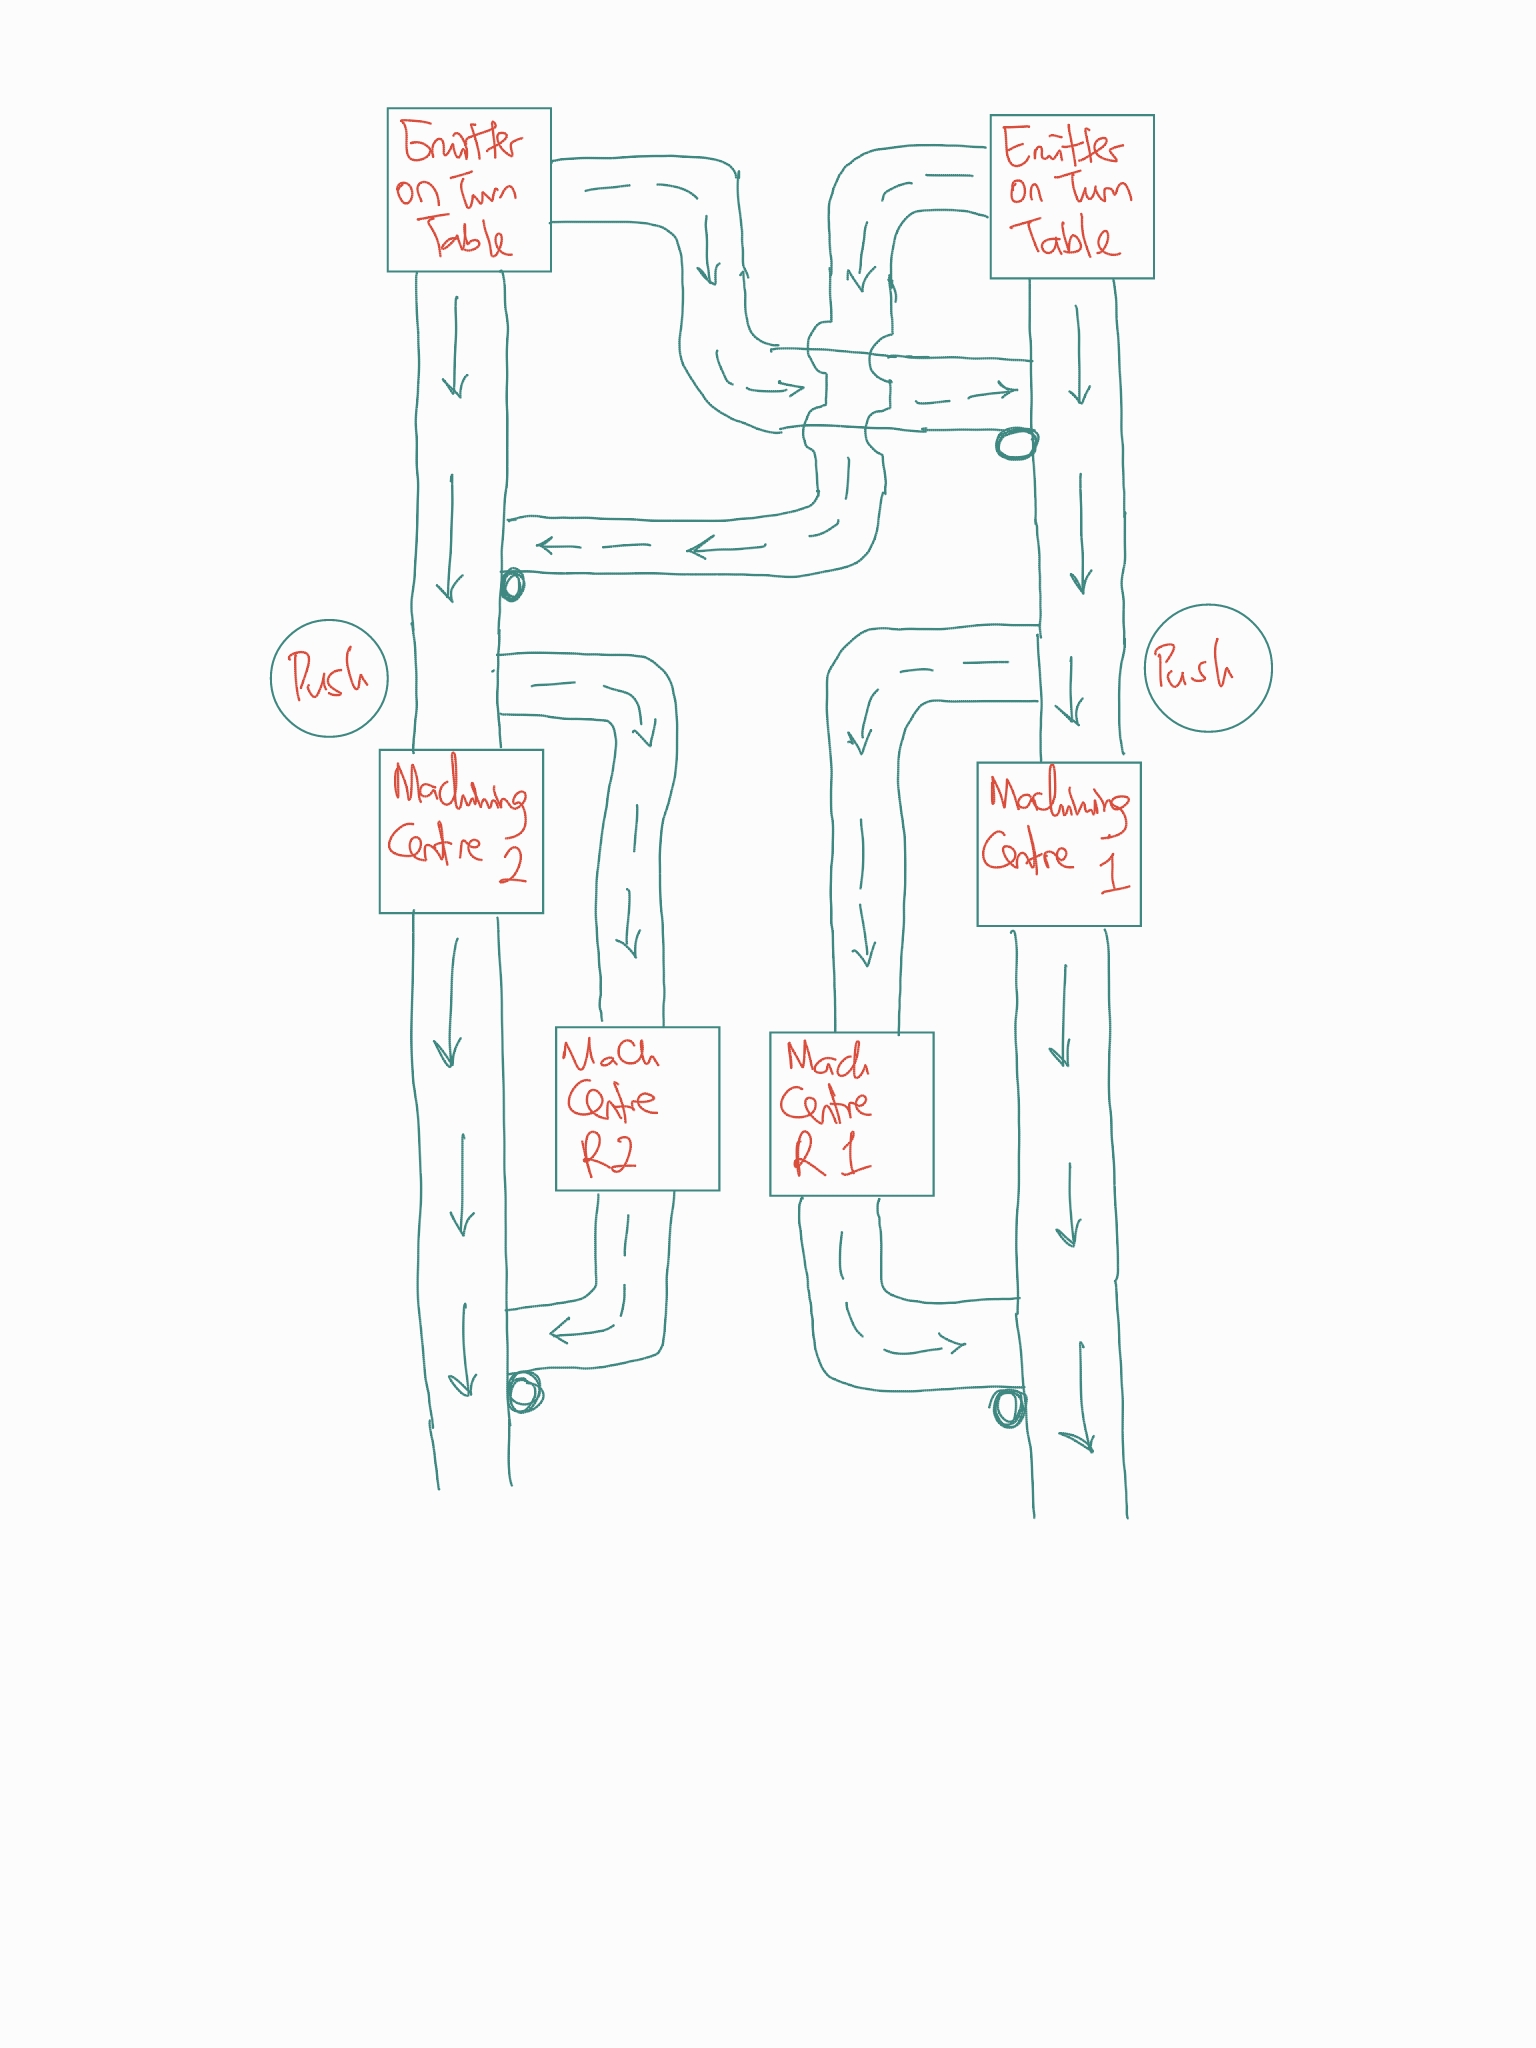 Emitter
on Turn
Table
Emitter
on Turn
Table
Push
Push
Machining
Centre 2
Machining
Centre 1
Mach
Centre
R2
Mach
Centre
R 1